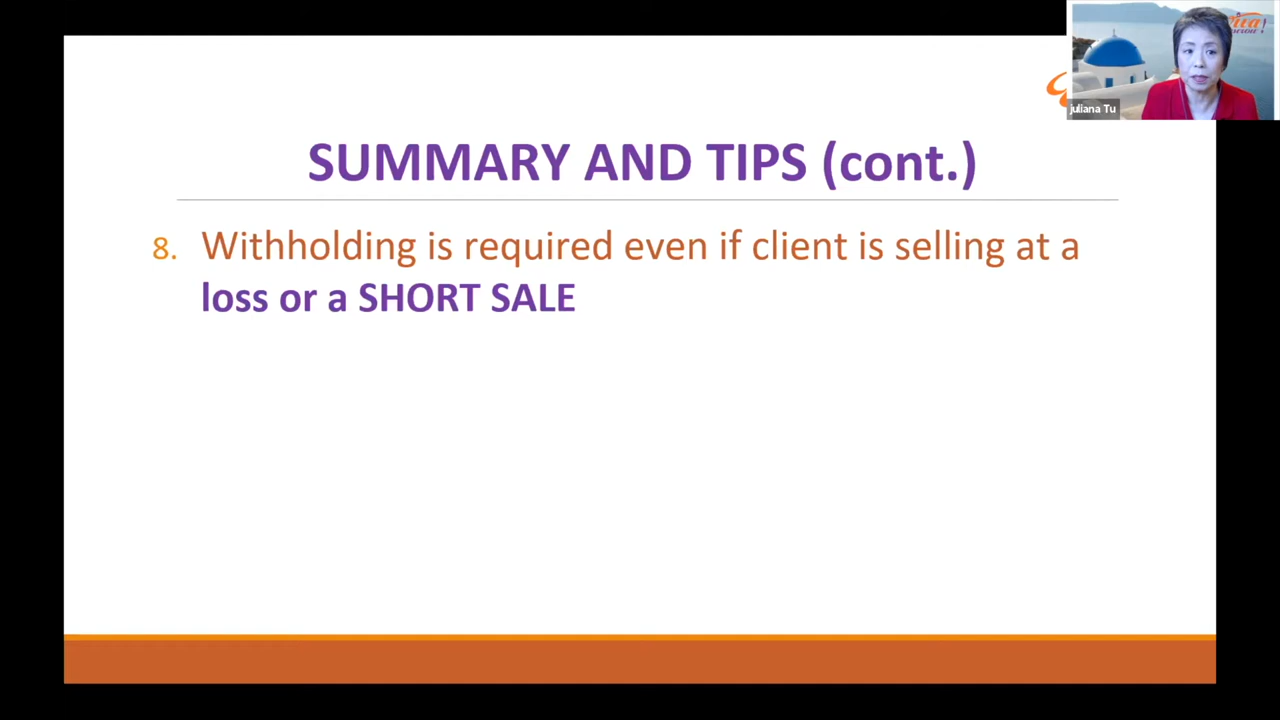 SUMMARY AND TIPS (cont.)
8. Withholding is required even if client is selling at a
loss or a SHORT SALE
juliana Tu